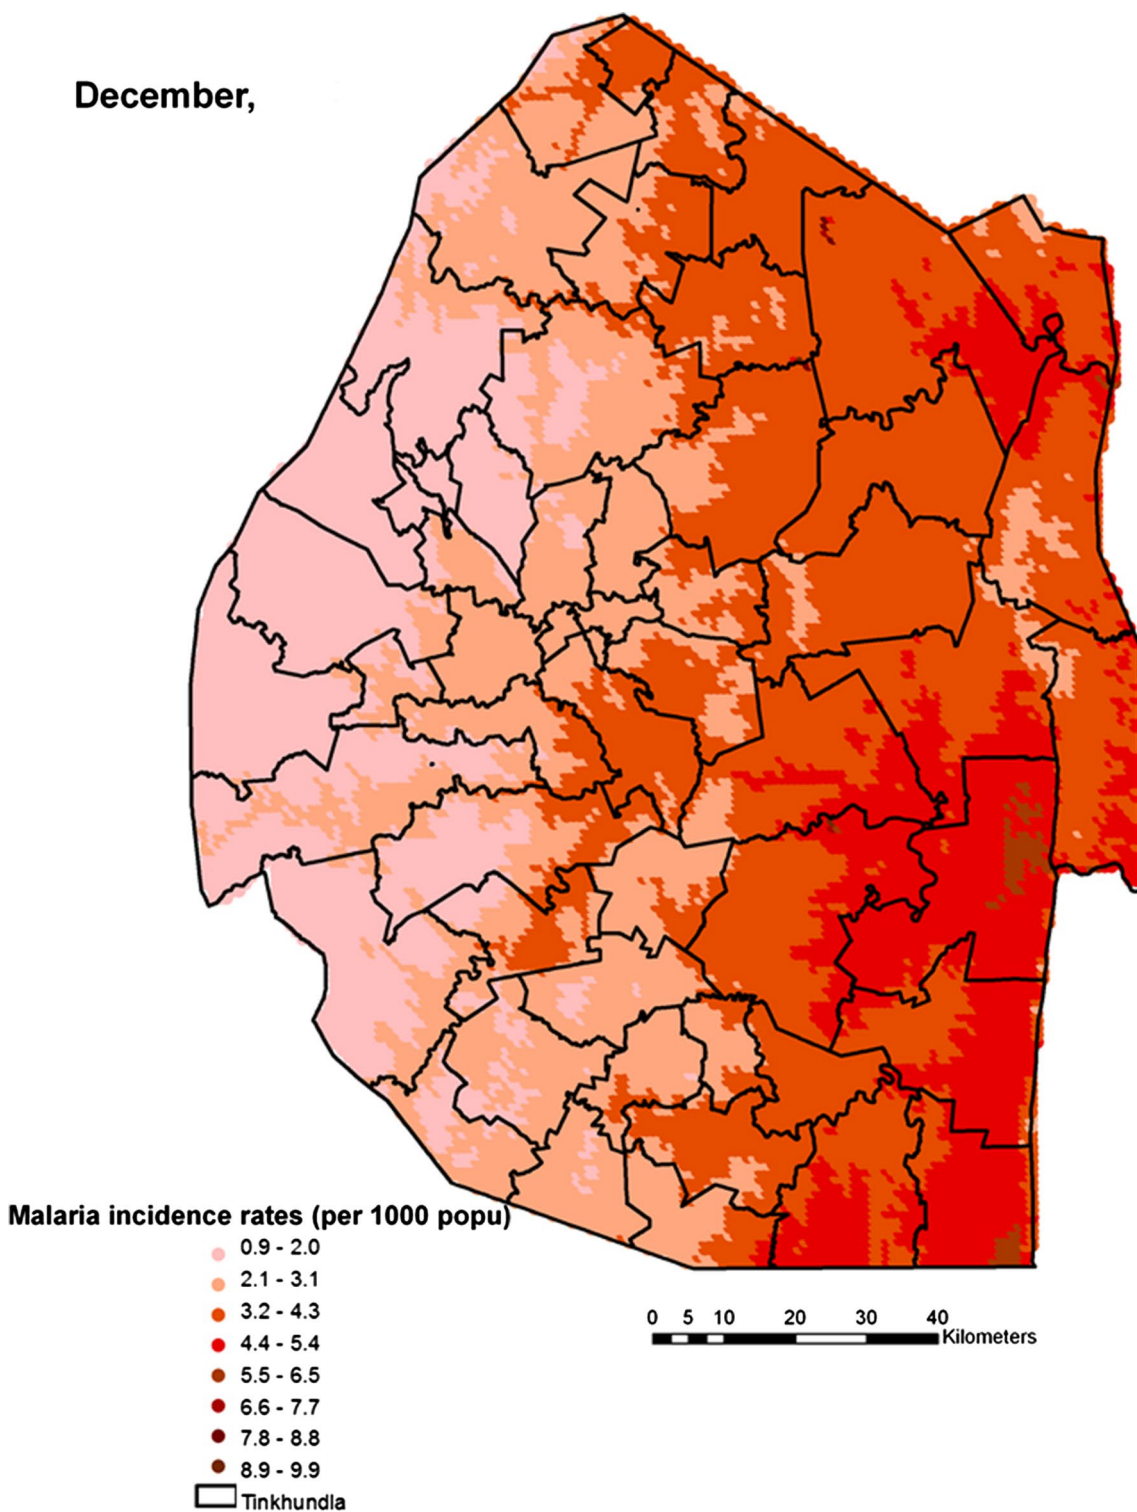 December,
Malaria incidence rates (per 1000 popu)
0.9 - 2.0
2.1 - 3.1
3.2 - 4.3
4.4 - 5.4
5.5 - 6.5
6.6 - 7.7
7.8 - 8.8
8.9 - 9.9
Tinkhundla
0 5 10 20 30 40
Kilometers